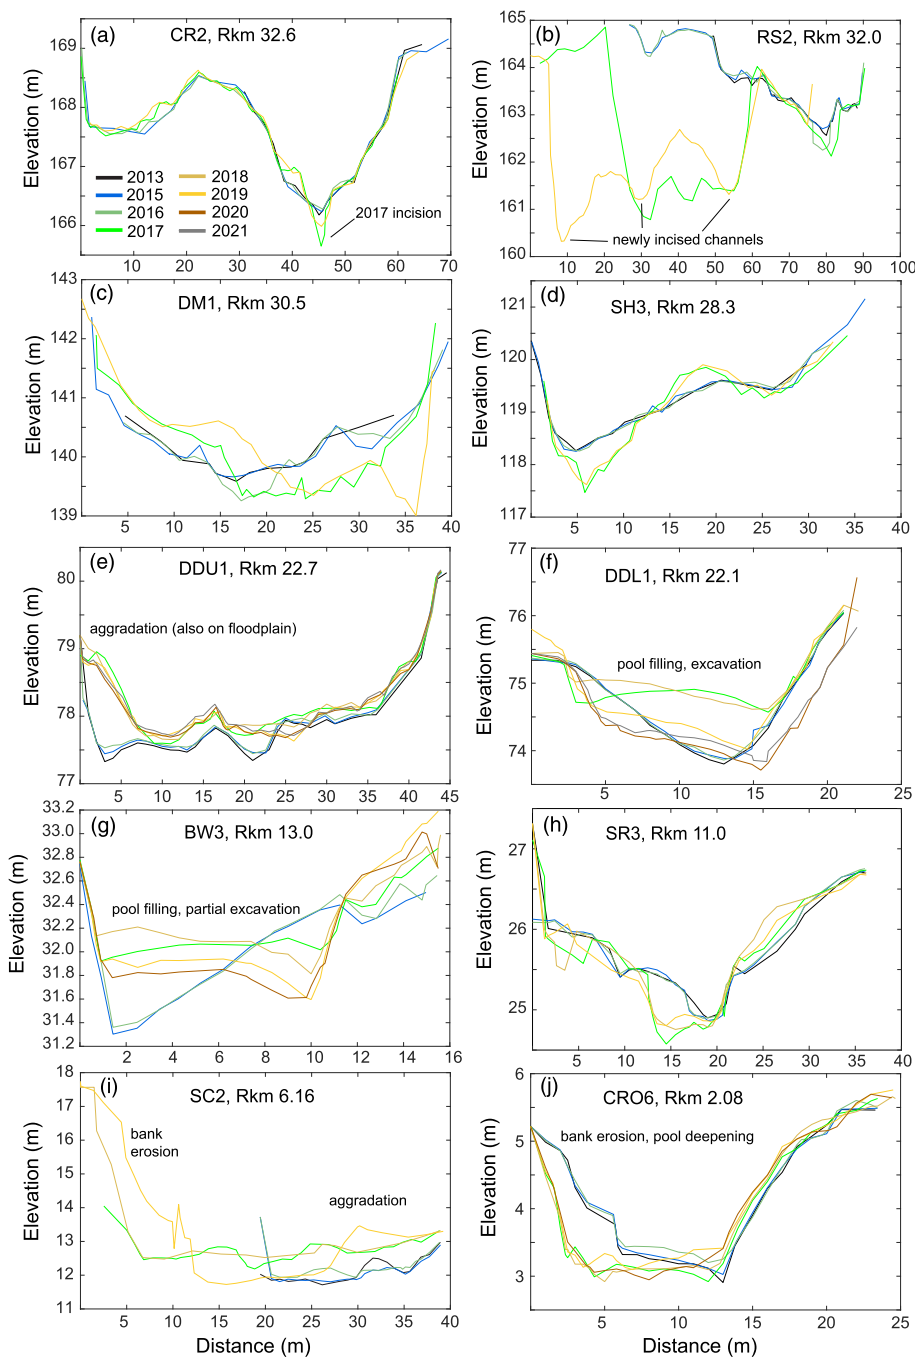 (a)
CR2, Rkm 32.6
169
168
167
166
Elevation (m)
2013
2015
2016
2017
2018
2019
2020
2021
2017 incision
10 20 30 40 50 60 70
(b)
RS2, Rkm 32.0
165
164
163
162
161
160
Elevation (m)
newly incised channels
10 20 30 40 50 60 70 80 90 100
(c)
DM1, Rkm 30.5
143
142
141
140
139
Elevation (m)
5 10 15 20 25 30 35 40
(d)
SH3, Rkm 28.3
121
120
119
118
117
Elevation (m)
5 10 15 20 25 30 35 40
(e)
DDU1, Rkm 22.7
80
79
78
77
Elevation (m)
aggradation (also on floodplain)
5 10 15 20 25 30 35 40 45
(f)
DDL1, Rkm 22.1
77
76
75
74
Elevation (m)
pool filling, excavation
5 10 15 20 25
(g)
BW3, Rkm 13.0
33.2
33.0
32.8
32.6
32.4
32.2
32.0
31.8
31.6
31.4
31.2
Elevation (m)
pool filling, partial excavation
2 4 6 8 10 12 14 16
(h)
SR3, Rkm 11.0
27
26
25
Elevation (m)
5 10 15 20 25 30 35 40
(i)
SC2, Rkm 6.16
18
17
16
15
14
13
12
11
Elevation (m)
bank
erosion
aggradation
5 10 15 20 25 30 35 40
Distance (m)
(j)
CRO6, Rkm 2.08
6
5
4
3
Elevation (m)
bank erosion, pool deepening
5 10 15 20 25
Distance (m)